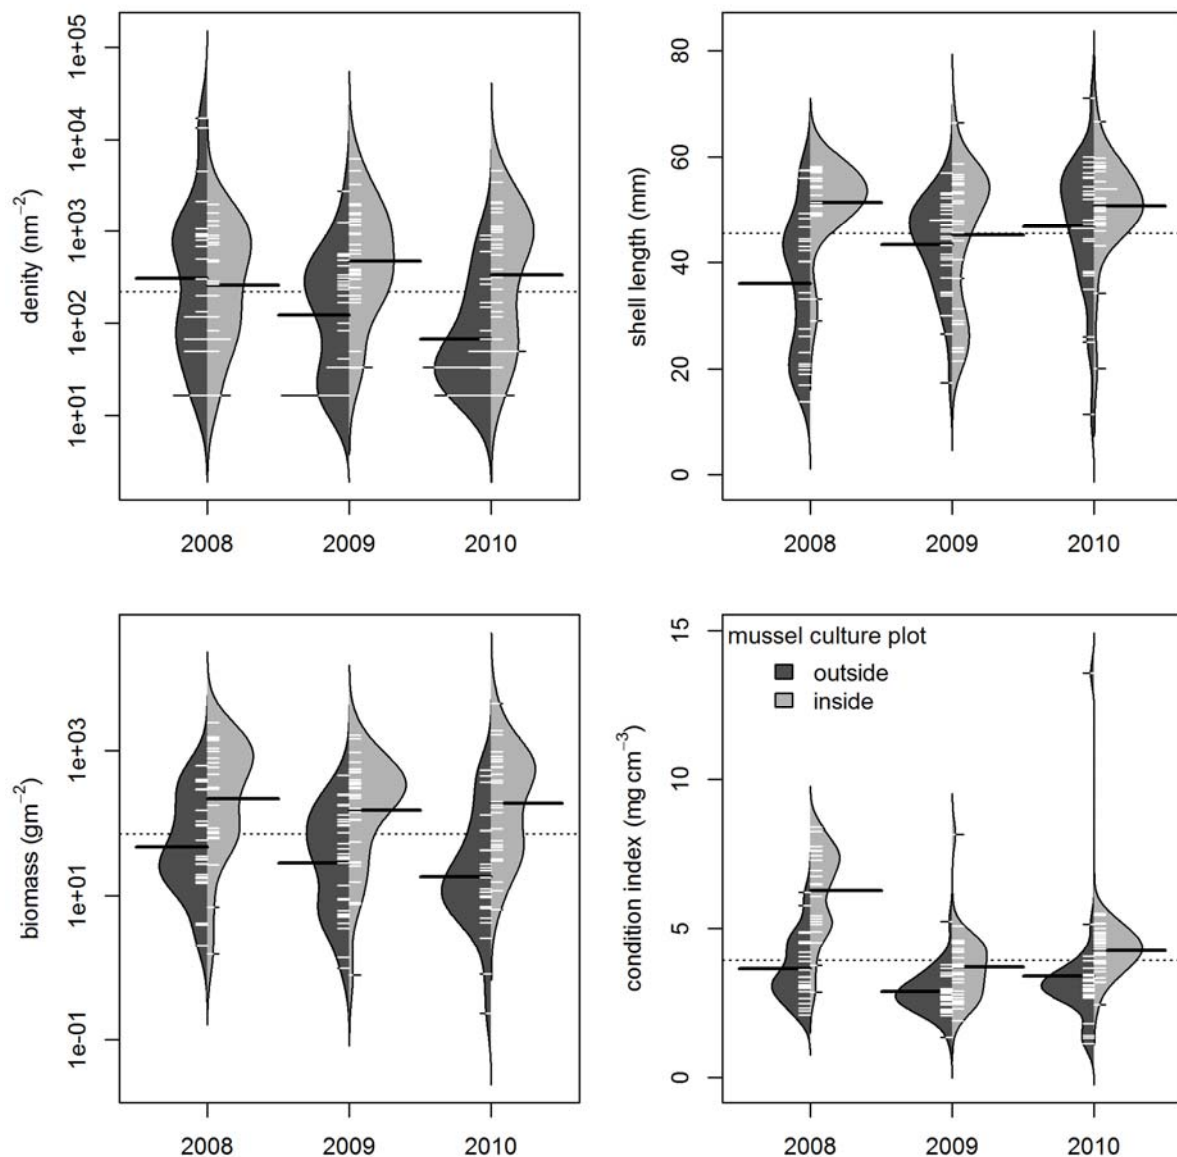 denity (nm⁻²)
1e+05
1e+04
1e+03
1e+02
1e+01
2008 2009 2010
shell length (mm)
80
60
40
20
0
2008 2009 2010
biomass (gm⁻²)
1e+03
1e+01
1e-01
2008 2009 2010
condition index (mg cm⁻³)
15
10
5
0
mussel culture plot
outside
inside
2008 2009 2010